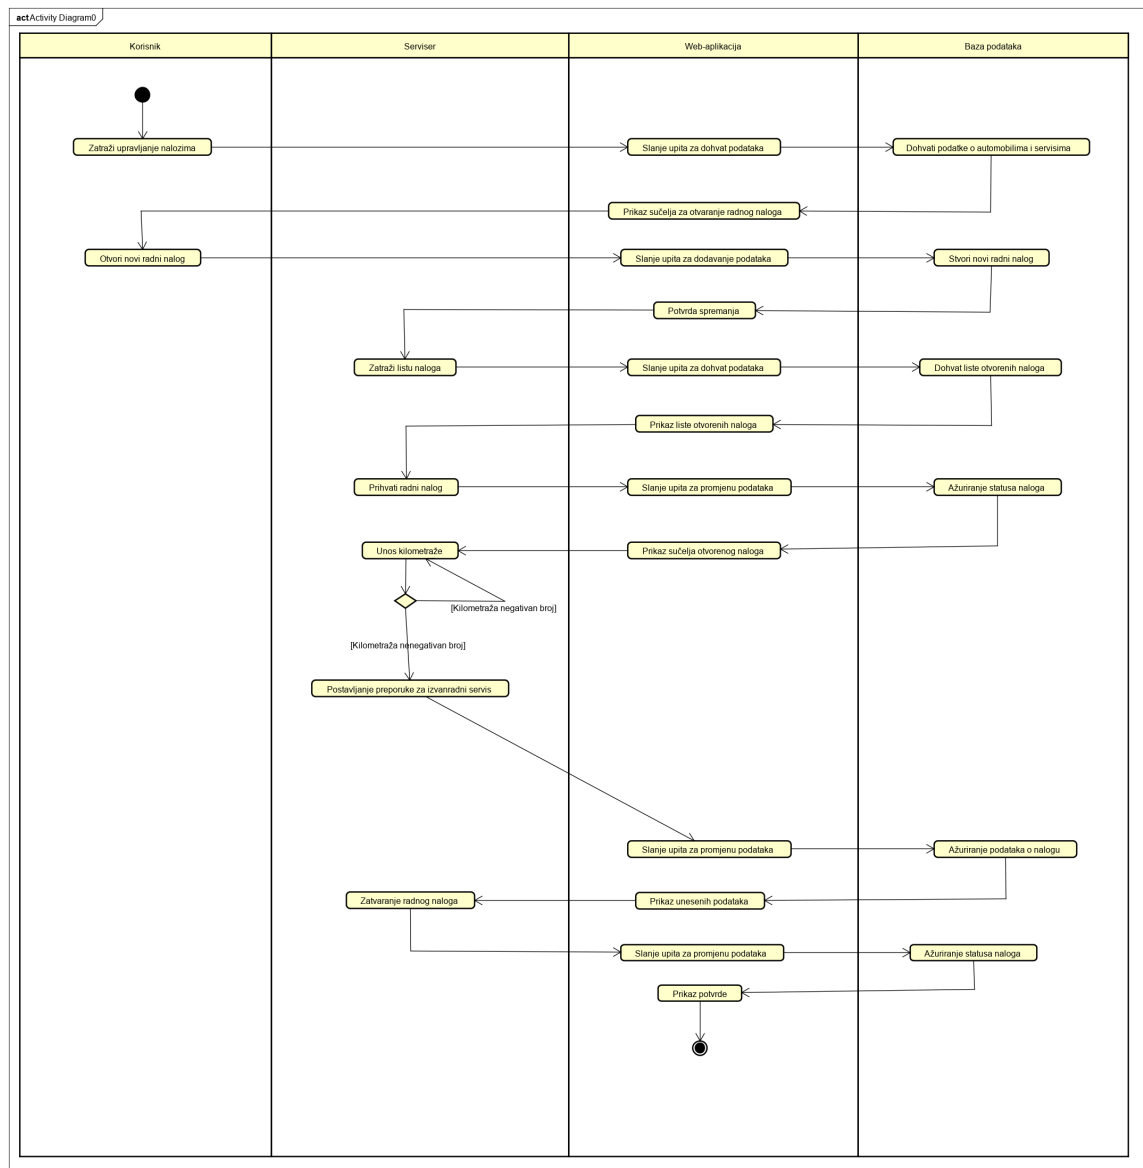 act Activity Diagram0
Korisnik
Serviser
Web-aplikacija
Baza podataka
Zatraži upravljanje nalozima
Slanje upita za dohvat podataka
Dohvati podatke o automobilima i servisima
Prikaz sučelja za otvaranje radnog naloga
Otvori novi radni nalog
Slanje upita za dodavanje podataka
Stvori novi radni nalog
Potvrda spremanja
Zatraži listu naloga
Slanje upita za dohvat podataka
Dohvat liste otvorenih naloga
Prikaz liste otvorenih naloga
Prihvati radni nalog
Slanje upita za promjenu podataka
Ažuriranje statusa naloga
Unos kilometraže
Prikaz sučelja otvorenog naloga
[Kilometraža negativan broj]
[Kilometraža nenegativan broj]
Postavljanje preporuke za izvanradni servis
Slanje upita za promjenu podataka
Ažuriranje podataka o nalogu
Zatvaranje radnog naloga
Prikaz unesenih podataka
Slanje upita za promjenu podataka
Ažuriranje statusa naloga
Prikaz potvrde